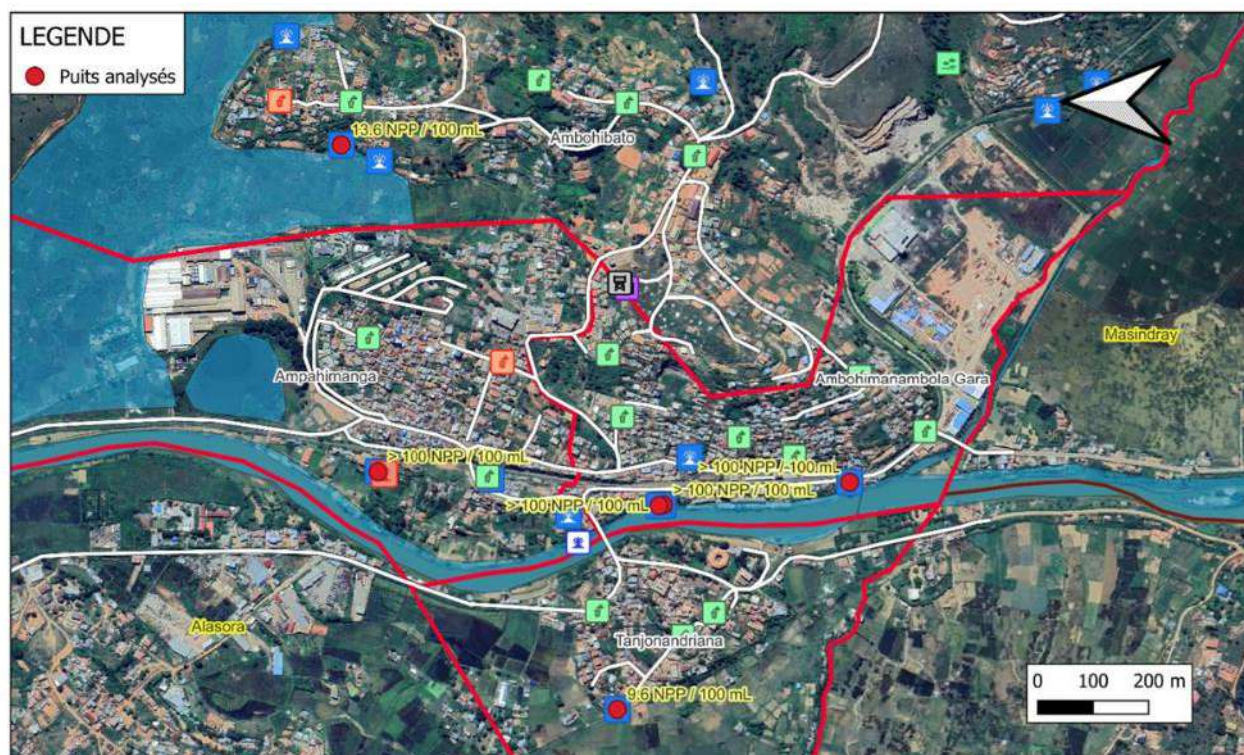 LEGENDE
Puits analysés
13.6 NPP / 100 mL
Ambohibato
Masindray
Ampahimanga
Ambohimanambola Gara
> 100 NPP / 100 mL
> 100 NPP / 100 mL
> 100 NPP / 100 mL
> 100 NPP / 100 mL
Alasora
Tanjonandriana
9.6 NPP / 100 mL
0 100 200 m